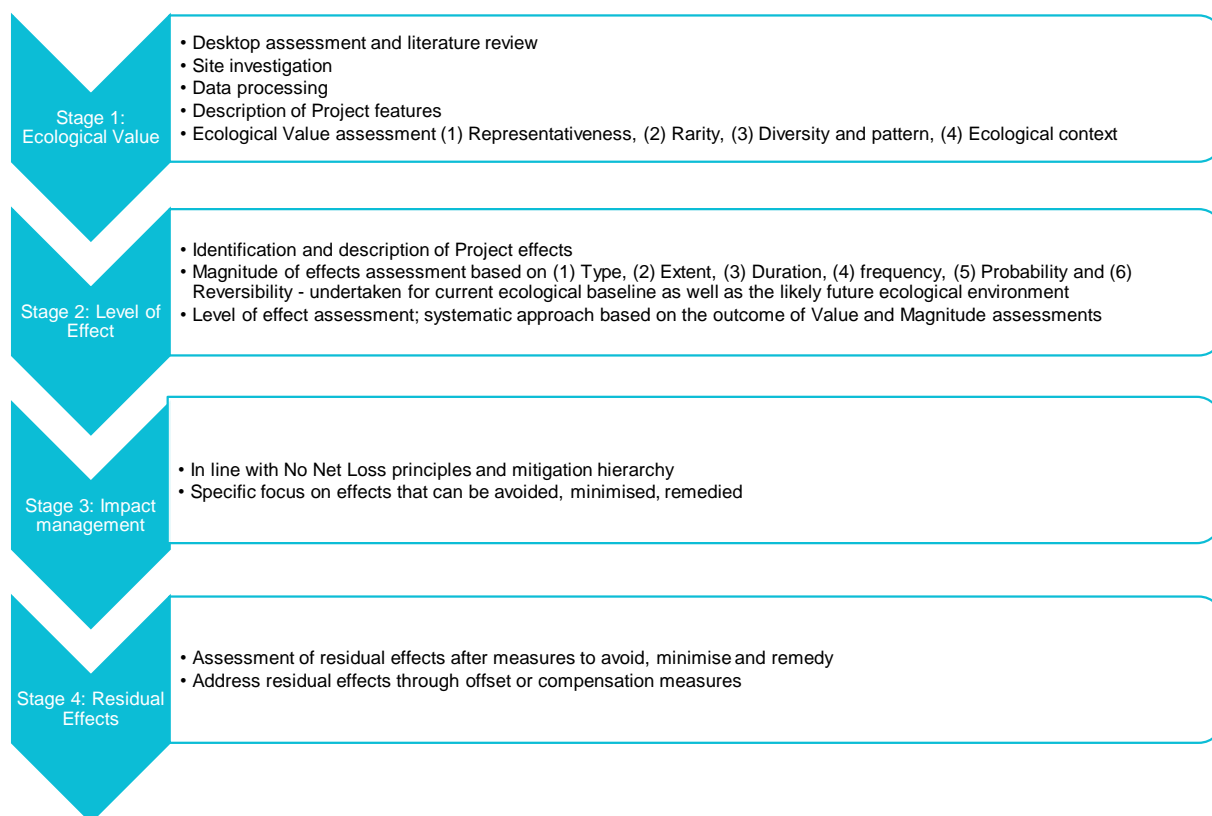 Stage 1:
Ecological Value
• Desktop assessment and literature review
• Site investigation
• Data processing
• Description of Project features
• Ecological Value assessment (1) Representativeness, (2) Rarity, (3) Diversity and pattern, (4) Ecological context
Stage 2: Level of
Effect
• Identification and description of Project effects
• Magnitude of effects assessment based on (1) Type, (2) Extent, (3) Duration, (4) frequency, (5) Probability and (6)
Reversibility - undertaken for current ecological baseline as well as the likely future ecological environment
• Level of effect assessment; systematic approach based on the outcome of Value and Magnitude assessments
Stage 3: Impact
management
• In line with No Net Loss principles and mitigation hierarchy
• Specific focus on effects that can be avoided, minimised, remedied
Stage 4: Residual
Effects
• Assessment of residual effects after measures to avoid, minimise and remedy
• Address residual effects through offset or compensation measures